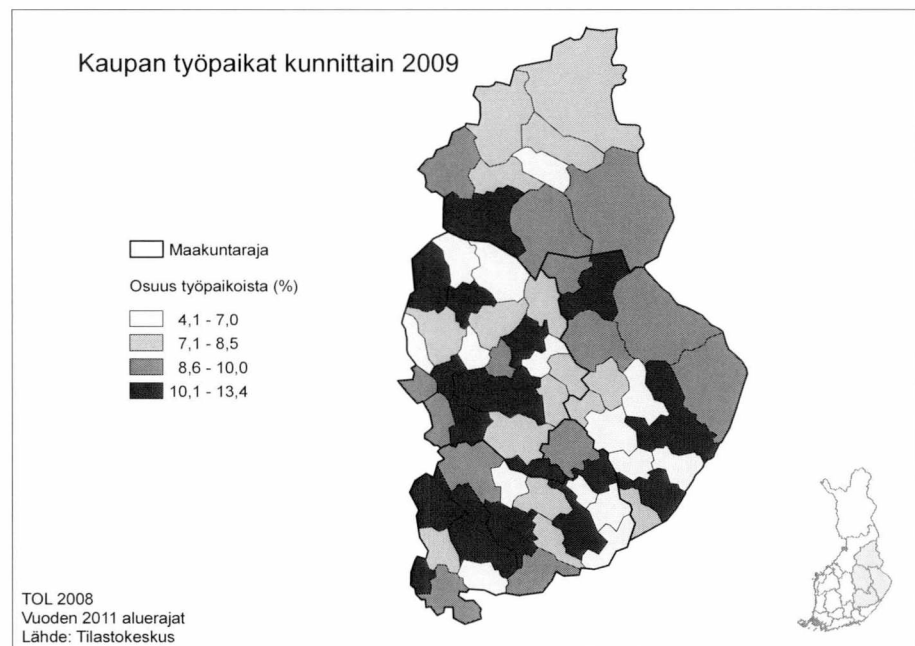 Kaupan työpaikat kunnittain 2009
Maakuntaraja
Osuus työpaikoista (%)
4,1 - 7,0
7,1 - 8,5
8,6 - 10,0
10,1 - 13,4
TOL 2008
Vuoden 2011 aluerajat
Lähde: Tilastokeskus